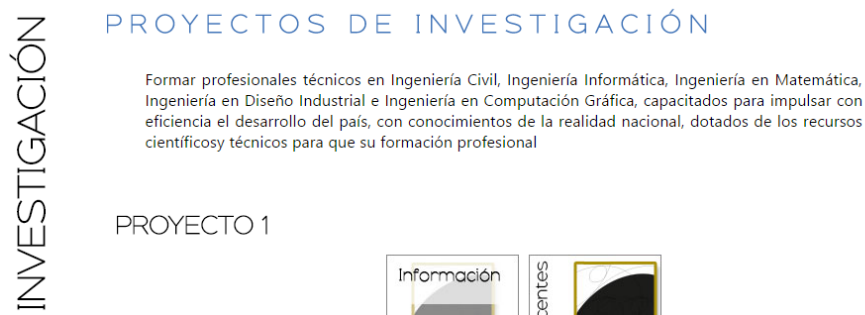 INVESTIGACIÓN
PROYECTOS DE INVESTIGACIÓN
Formar profesionales técnicos en Ingeniería Civil, Ingeniería Informática, Ingeniería en Matemática,
Ingeniería en Diseño Industrial e Ingeniería en Computación Gráfica, capacitados para impulsar con
eficiencia el desarrollo del país, con conocimientos de la realidad nacional, dotados de los recursos
científicosy técnicos para que su formación profesional
PROYECTO 1
Información